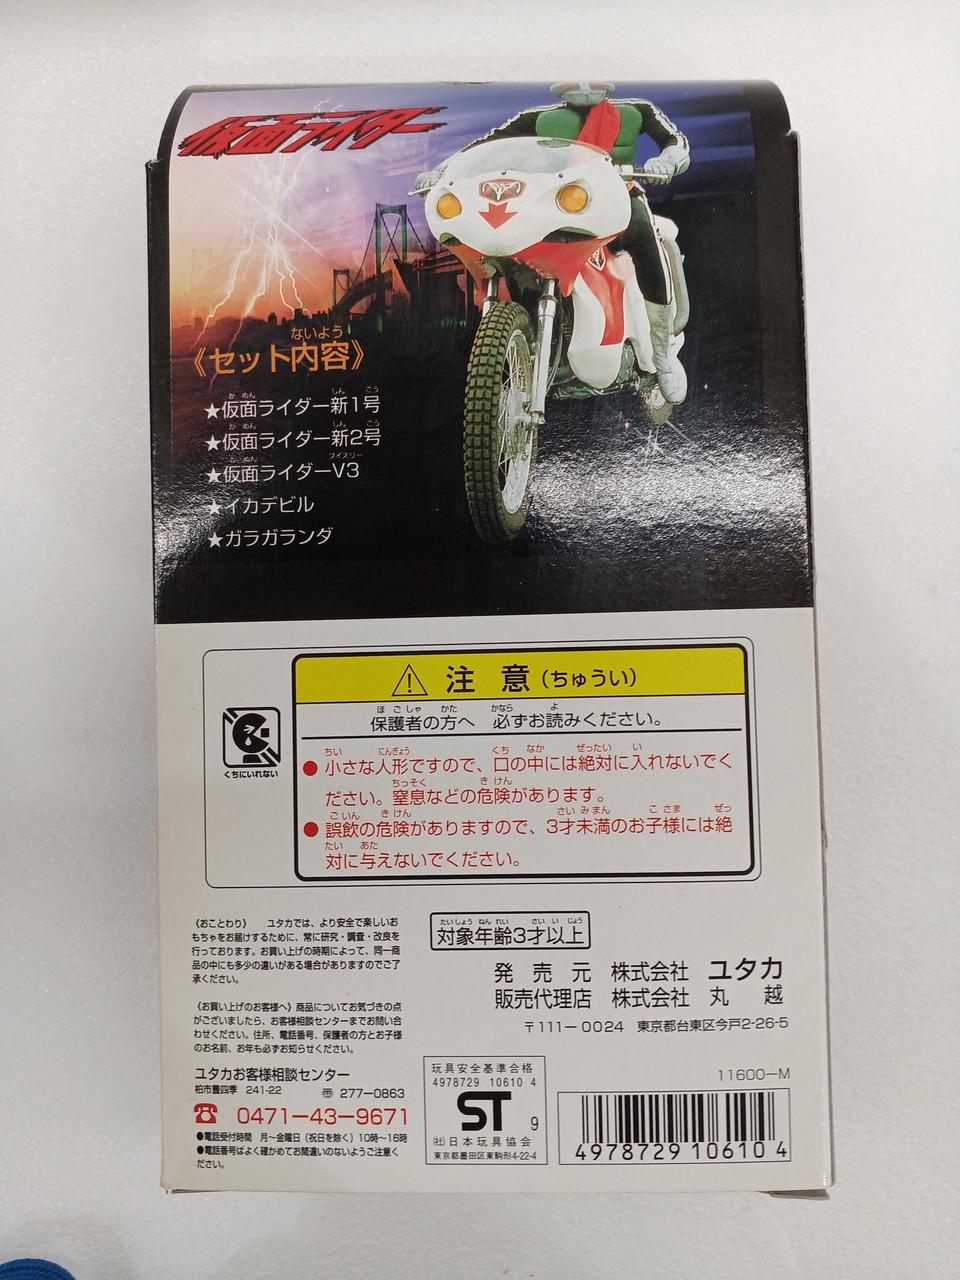 仮面ライダー
ないよう
《セット内容》
かめん しん ごう
★仮面ライダー新1号
かめん しん ごう
★仮面ライダー新2号
かめん ブイスリー
★仮面ライダーV3
★イカデビル
★ガラガランダ
注意(ちゅうい)
ほごしゃ かた かなら よ
保護者の方へ 必ずお読みください。
くちにいれない
ちい にんぎょう くち なか ぜったい い
●小さな人形ですので、口の中には絶対に入れないでく
ちっそく きけん
ださい。窒息などの危険があります。
ごいん きけん さいみまん こさま ぜっ
●誤飲の危険がありますので、3才未満のお子様には絶
たい あた
対に与えないでください。
〈おことわり〉 ユタカでは、より安全で楽しいお
もちゃをお届けするために、常に研究・調査・改良を
行っております。お買い上げの時期によって、同一商
品の中にも多少の違いがある場合がありますのでご了
承ください。
〈お買い上げのお客様へ〉商品についてお気づきの点
がございましたら、お客様相談センターまでお問い合
わせください。住所、電話番号、保護者の方とお子様
のお名前、お年も必ずお知らせください。
ユタカお客様相談センター
柏市豊四季 241-22 〒277-0863
☎ 0471-43-9671
●電話受付時間 月〜金曜日(祝日を除く)10時〜16時
●電話番号はよく確かめてお間違いのないようご注意く
ださい。
たいしょうねんれい さいいじょう
対象年齢3才以上
発売元 株式会社 ユタカ
販売代理店 株式会社 丸越
〒111-0024 東京都台東区今戸2-26-5
玩具安全基準合格
4978729 10610 4
ST 9
(社)日本玩具協会
東京都墨田区東駒形4-22-4
11600-M
4978729 106104